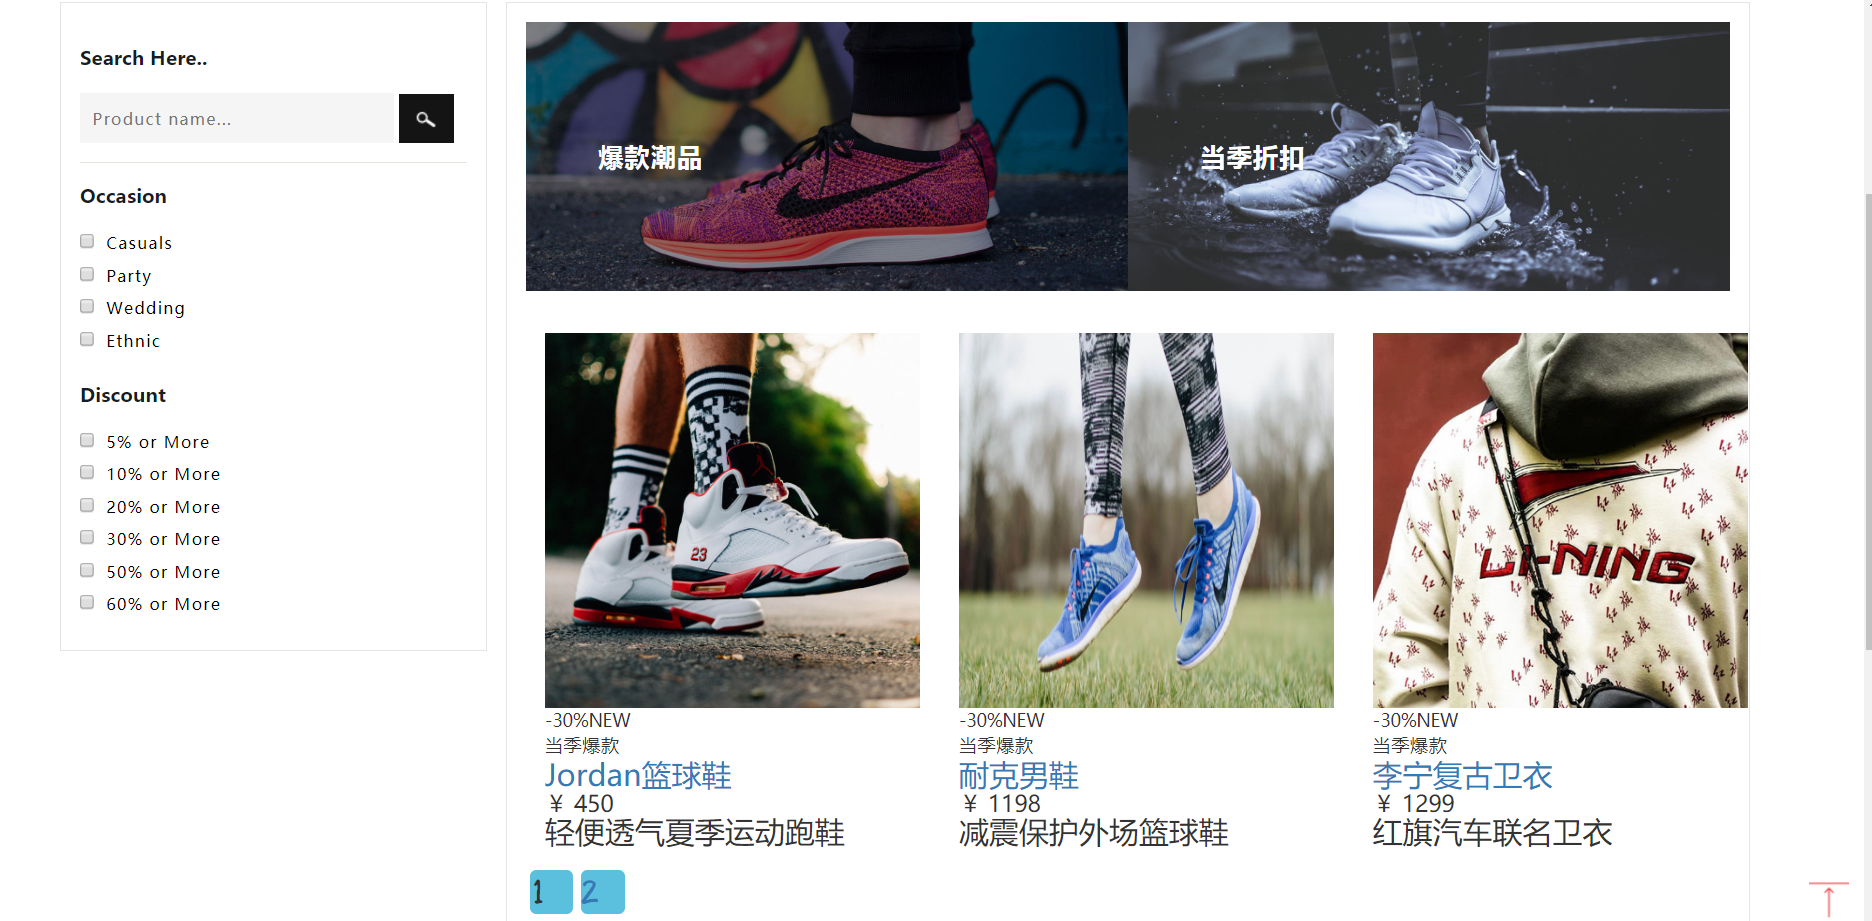 Search Here..
Product name...
Occasion
Casuals
Party
Wedding
Ethnic
Discount
5% or More
10% or More
20% or More
30% or More
50% or More
60% or More
爆款潮品
当季折扣
23
LI-NING
-30%NEW
当季爆款
Jordan篮球鞋
¥ 450
轻便透气夏季运动跑鞋
-30%NEW
当季爆款
耐克男鞋
¥ 1198
减震保护外场篮球鞋
-30%NEW
当季爆款
李宁复古卫衣
¥ 1299
红旗汽车联名卫衣
1 2